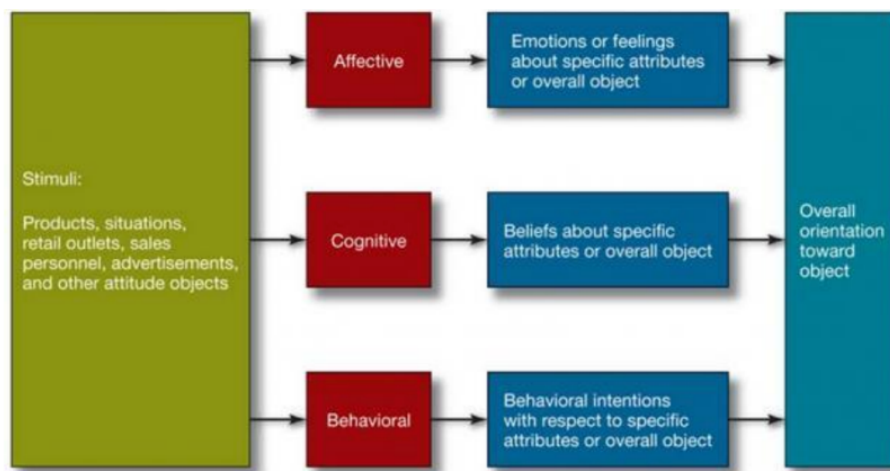 Stimuli:
Products, situations,
retail outlets, sales
personnel, advertisements,
and other attitude objects
Affective
Emotions or feelings
about specific attributes
or overall object
Cognitive
Beliefs about specific
attributes or overall object
Behavioral
Behavioral intentions
with respect to specific
attributes or overall object
Overall
orientation
toward
object